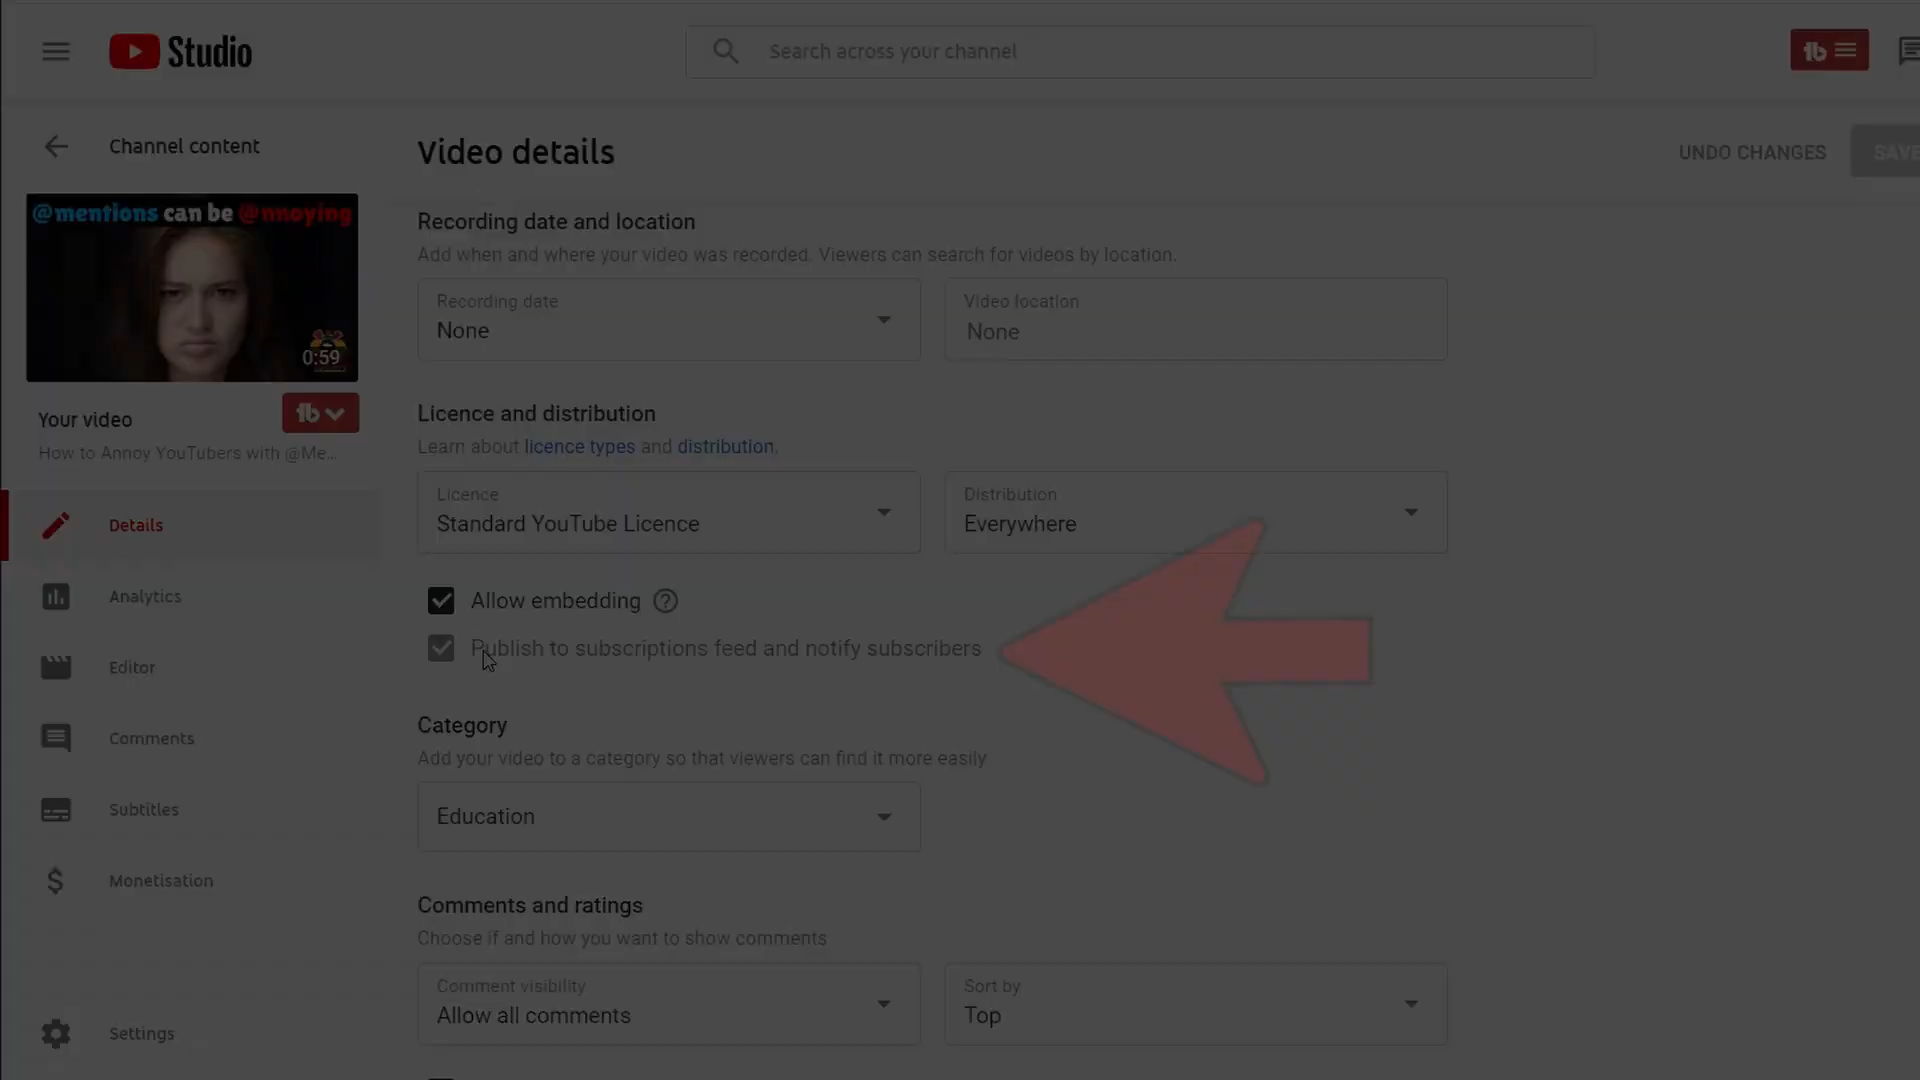 Studio
Search across your channel
Channel content
Video details
UNDO CHANGES
SAVE
@mentions can be @nnoying
0:59
Your video
How to Annoy YouTubers with @Me...
Details
Analytics
Editor
Comments
Subtitles
Monetisation
Settings
Recording date and location
Add when and where your video was recorded. Viewers can search for videos by location.
Recording date
None
Video location
None
Licence and distribution
Learn about licence types and distribution.
Licence
Standard YouTube Licence
Distribution
Everywhere
Allow embedding
Publish to subscriptions feed and notify subscribers
Category
Add your video to a category so that viewers can find it more easily
Education
Comments and ratings
Choose if and how you want to show comments
Comment visibility
Allow all comments
Sort by
Top